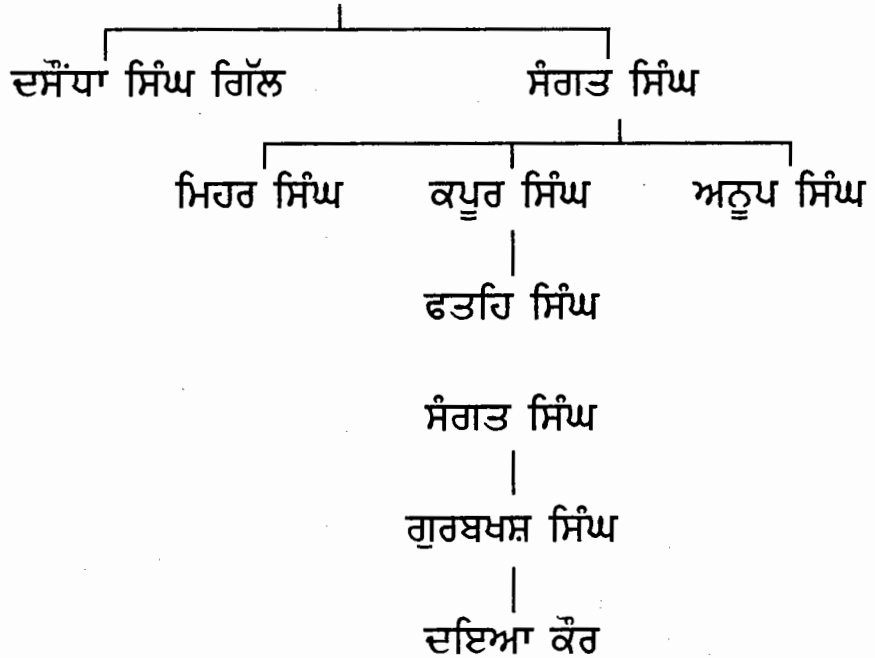 ਦਸੌਂਧਾ ਸਿੰਘ ਗਿੱਲ ਸੰਗਤ ਸਿੰਘ
ਮਿਹਰ ਸਿੰਘ ਕਪੂਰ ਸਿੰਘ ਅਨੂਪ ਸਿੰਘ
ਫਤਹਿ ਸਿੰਘ
ਸੰਗਤ ਸਿੰਘ
ਗੁਰਬਖਸ਼ ਸਿੰਘ
ਦਇਆ ਕੌਰ